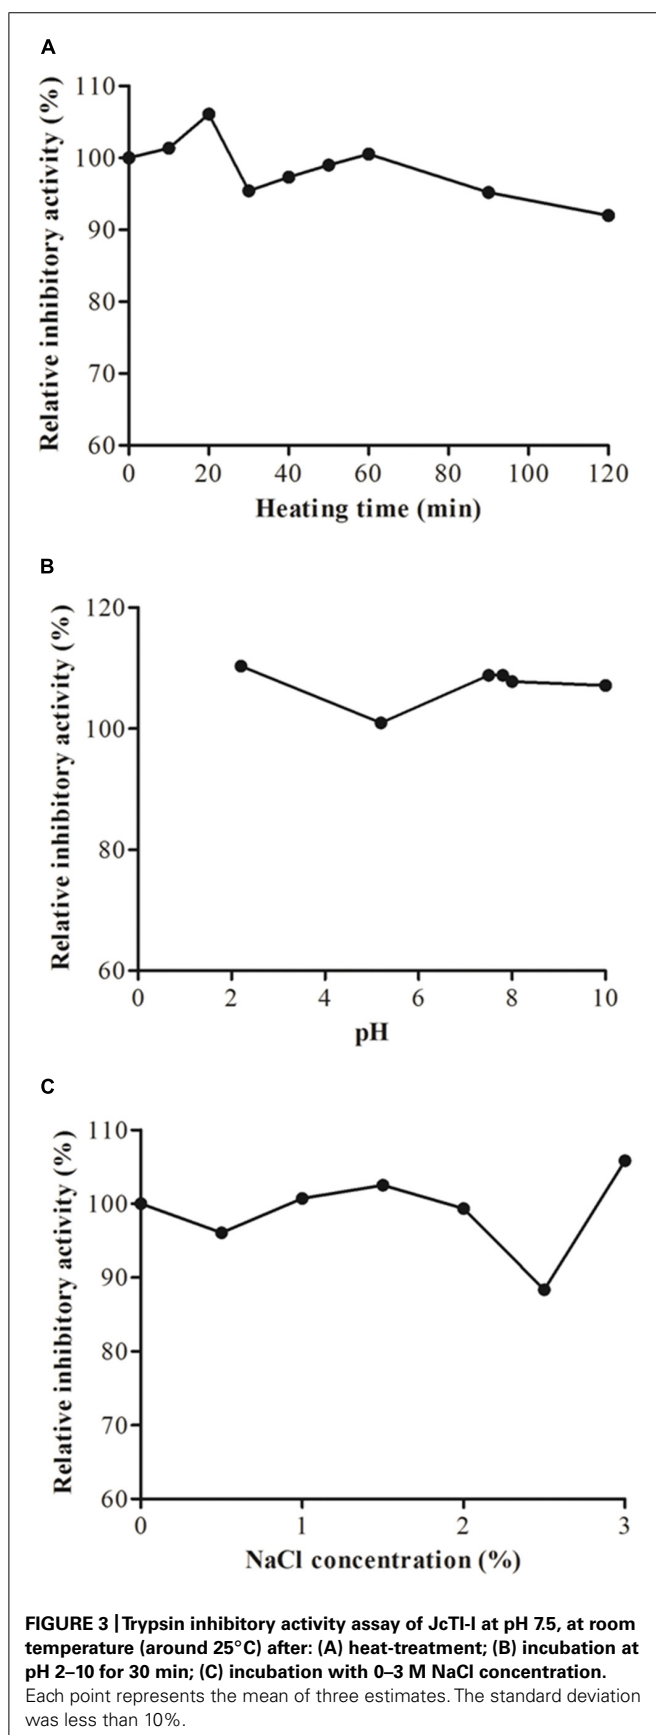 A
Relative inhibitory activity (%)
110
100
90
80
70
60
0 20 40 60 80 100 120
Heating time (min)
B
Relative inhibitory activity (%)
120
100
80
60
0 2 4 6 8 10
pH
C
Relative inhibitory activity (%)
110
100
90
80
70
60
0 1 2 3
NaCl concentration (%)
FIGURE 3 | Trypsin inhibitory activity assay of JcTI-I at pH 7.5, at room
temperature (around 25°C) after: (A) heat-treatment; (B) incubation at
pH 2–10 for 30 min; (C) incubation with 0–3 M NaCl concentration.
Each point represents the mean of three estimates. The standard deviation
was less than 10%.